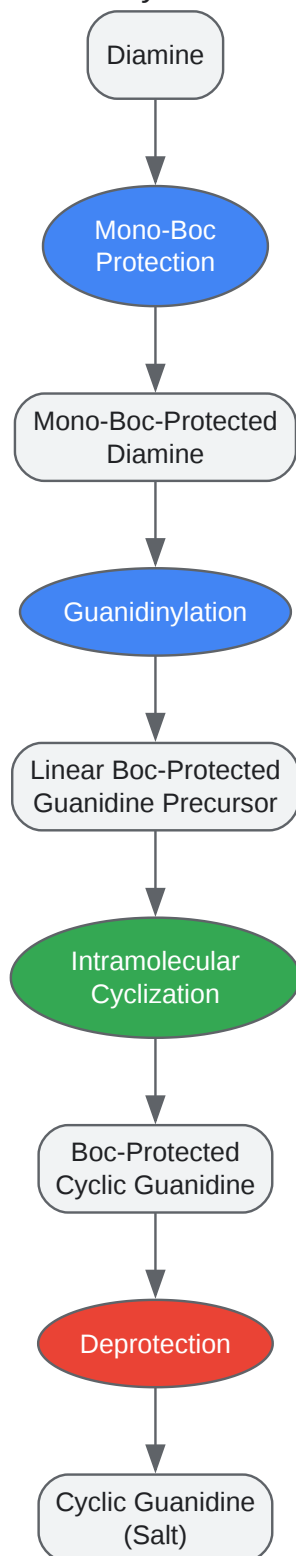 Diamine
Mono-Boc
Protection
Mono-Boc-Protected
Diamine
Guanidinylation
Linear Boc-Protected
Guanidine Precursor
Intramolecular
Cyclization
Boc-Protected
Cyclic Guanidine
Deprotection
Cyclic Guanidine
(Salt)